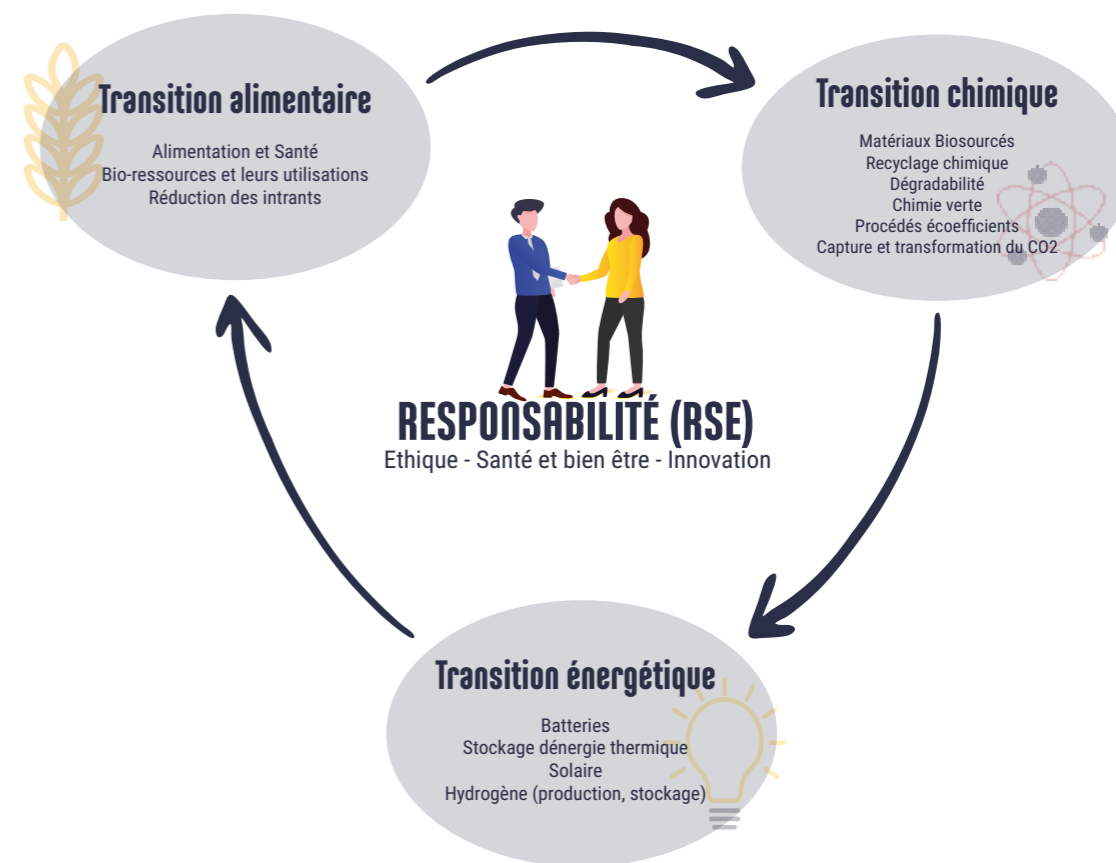 Transition alimentaire
Alimentation et Santé
Bio-ressources et leurs utilisations
Réduction des intrants
Transition chimique
Matériaux Biosourcés
Recyclage chimique
Dégradabilité
Chimie verte
Procédés écoefficients
Capture et transformation du CO2
RESPONSABILITÉ (RSE)
Ethique - Santé et bien être - Innovation
Transition énergétique
Batteries
Stockage dénergie thermique
Solaire
Hydrogène (production, stockage)